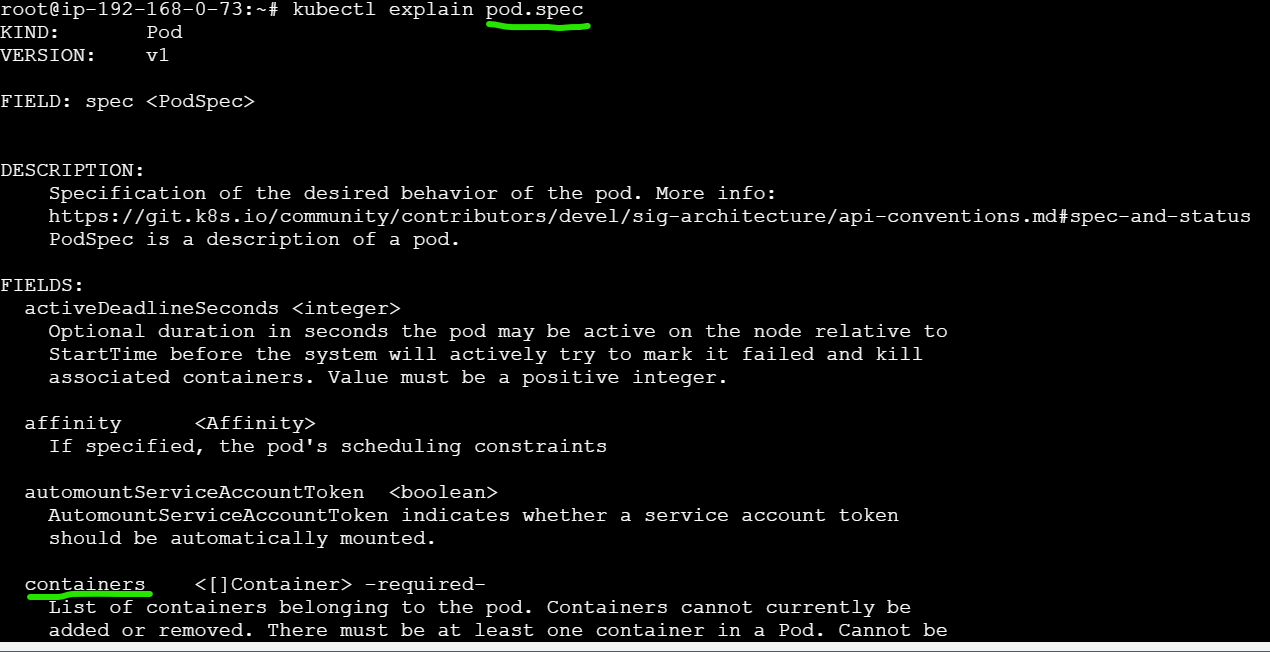 root@ip-192-168-0-73:~# kubectl explain pod.spec
KIND:       Pod
VERSION:    v1
FIELD: spec <PodSpec>
DESCRIPTION:
    Specification of the desired behavior of the pod. More info:
    https://git.k8s.io/community/contributors/devel/sig-architecture/api-conventions.md#spec-and-status
    PodSpec is a description of a pod.
FIELDS:
  activeDeadlineSeconds <integer>
    Optional duration in seconds the pod may be active on the node relative to
    StartTime before the system will actively try to mark it failed and kill
    associated containers. Value must be a positive integer.
  affinity      <Affinity>
    If specified, the pod's scheduling constraints
  automountServiceAccountToken  <boolean>
    AutomountServiceAccountToken indicates whether a service account token
    should be automatically mounted.
  containers    <[]Container> -required-
    List of containers belonging to the pod. Containers cannot currently be
    added or removed. There must be at least one container in a Pod. Cannot be